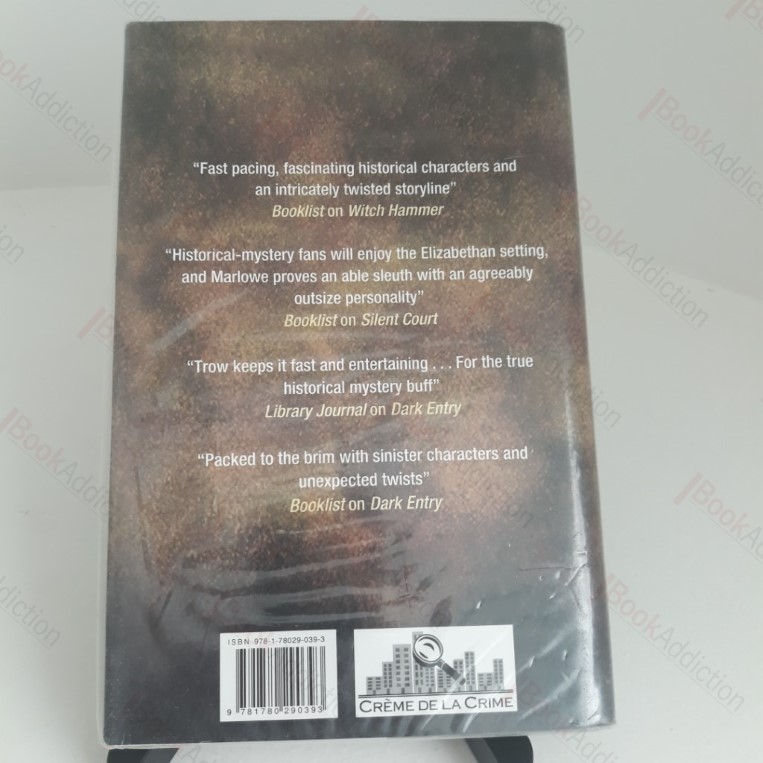 “Fast pacing, fascinating historical characters and
an intricately twisted storyline”
Booklist on Witch Hammer
“Historical-mystery fans will enjoy the Elizabethan setting,
and Marlowe proves an able sleuth with an agreeably
outsize personality”
Booklist on Silent Court
“Trow keeps it fast and entertaining . . . For the true
historical mystery buff”
Library Journal on Dark Entry
“Packed to the brim with sinister characters and
unexpected twists”
Booklist on Dark Entry
ISBN 978-1-78029-039-3
9 781780 290393
CRÈME DE LA CRIME
BookAddiction